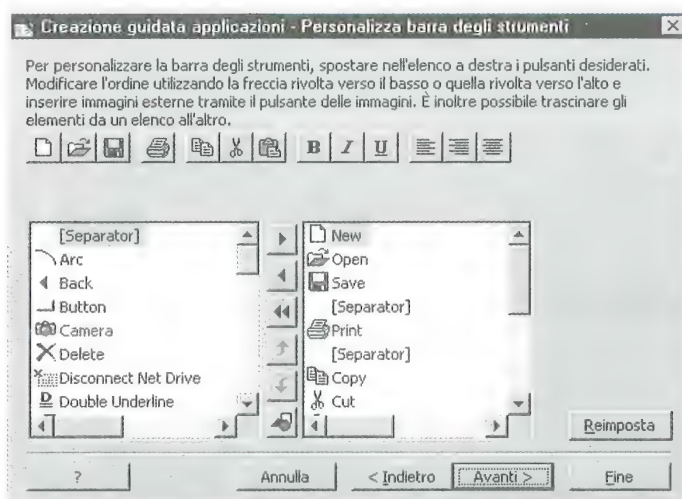 Creazione guidata applicazioni - Personalizza barra degli strumenti
Per personalizzare la barra degli strumenti, spostare nell'elenco a destra i pulsanti desiderati.
Modificare l'ordine utilizzando la freccia rivolta verso il basso o quella rivolta verso l'alto e
inserire immagini esterne tramite il pulsante delle immagini. È inoltre possibile trascinare gli
elementi da un elenco all'altro.
B I U
[Separator]
Arc
Back
Button
Camera
Delete
Disconnect Net Drive
D Double Underline
New
Open
Save
[Separator]
Print
[Separator]
Copy
Cut
Reimposta
? Annulla < Indietro Avanti > Fine